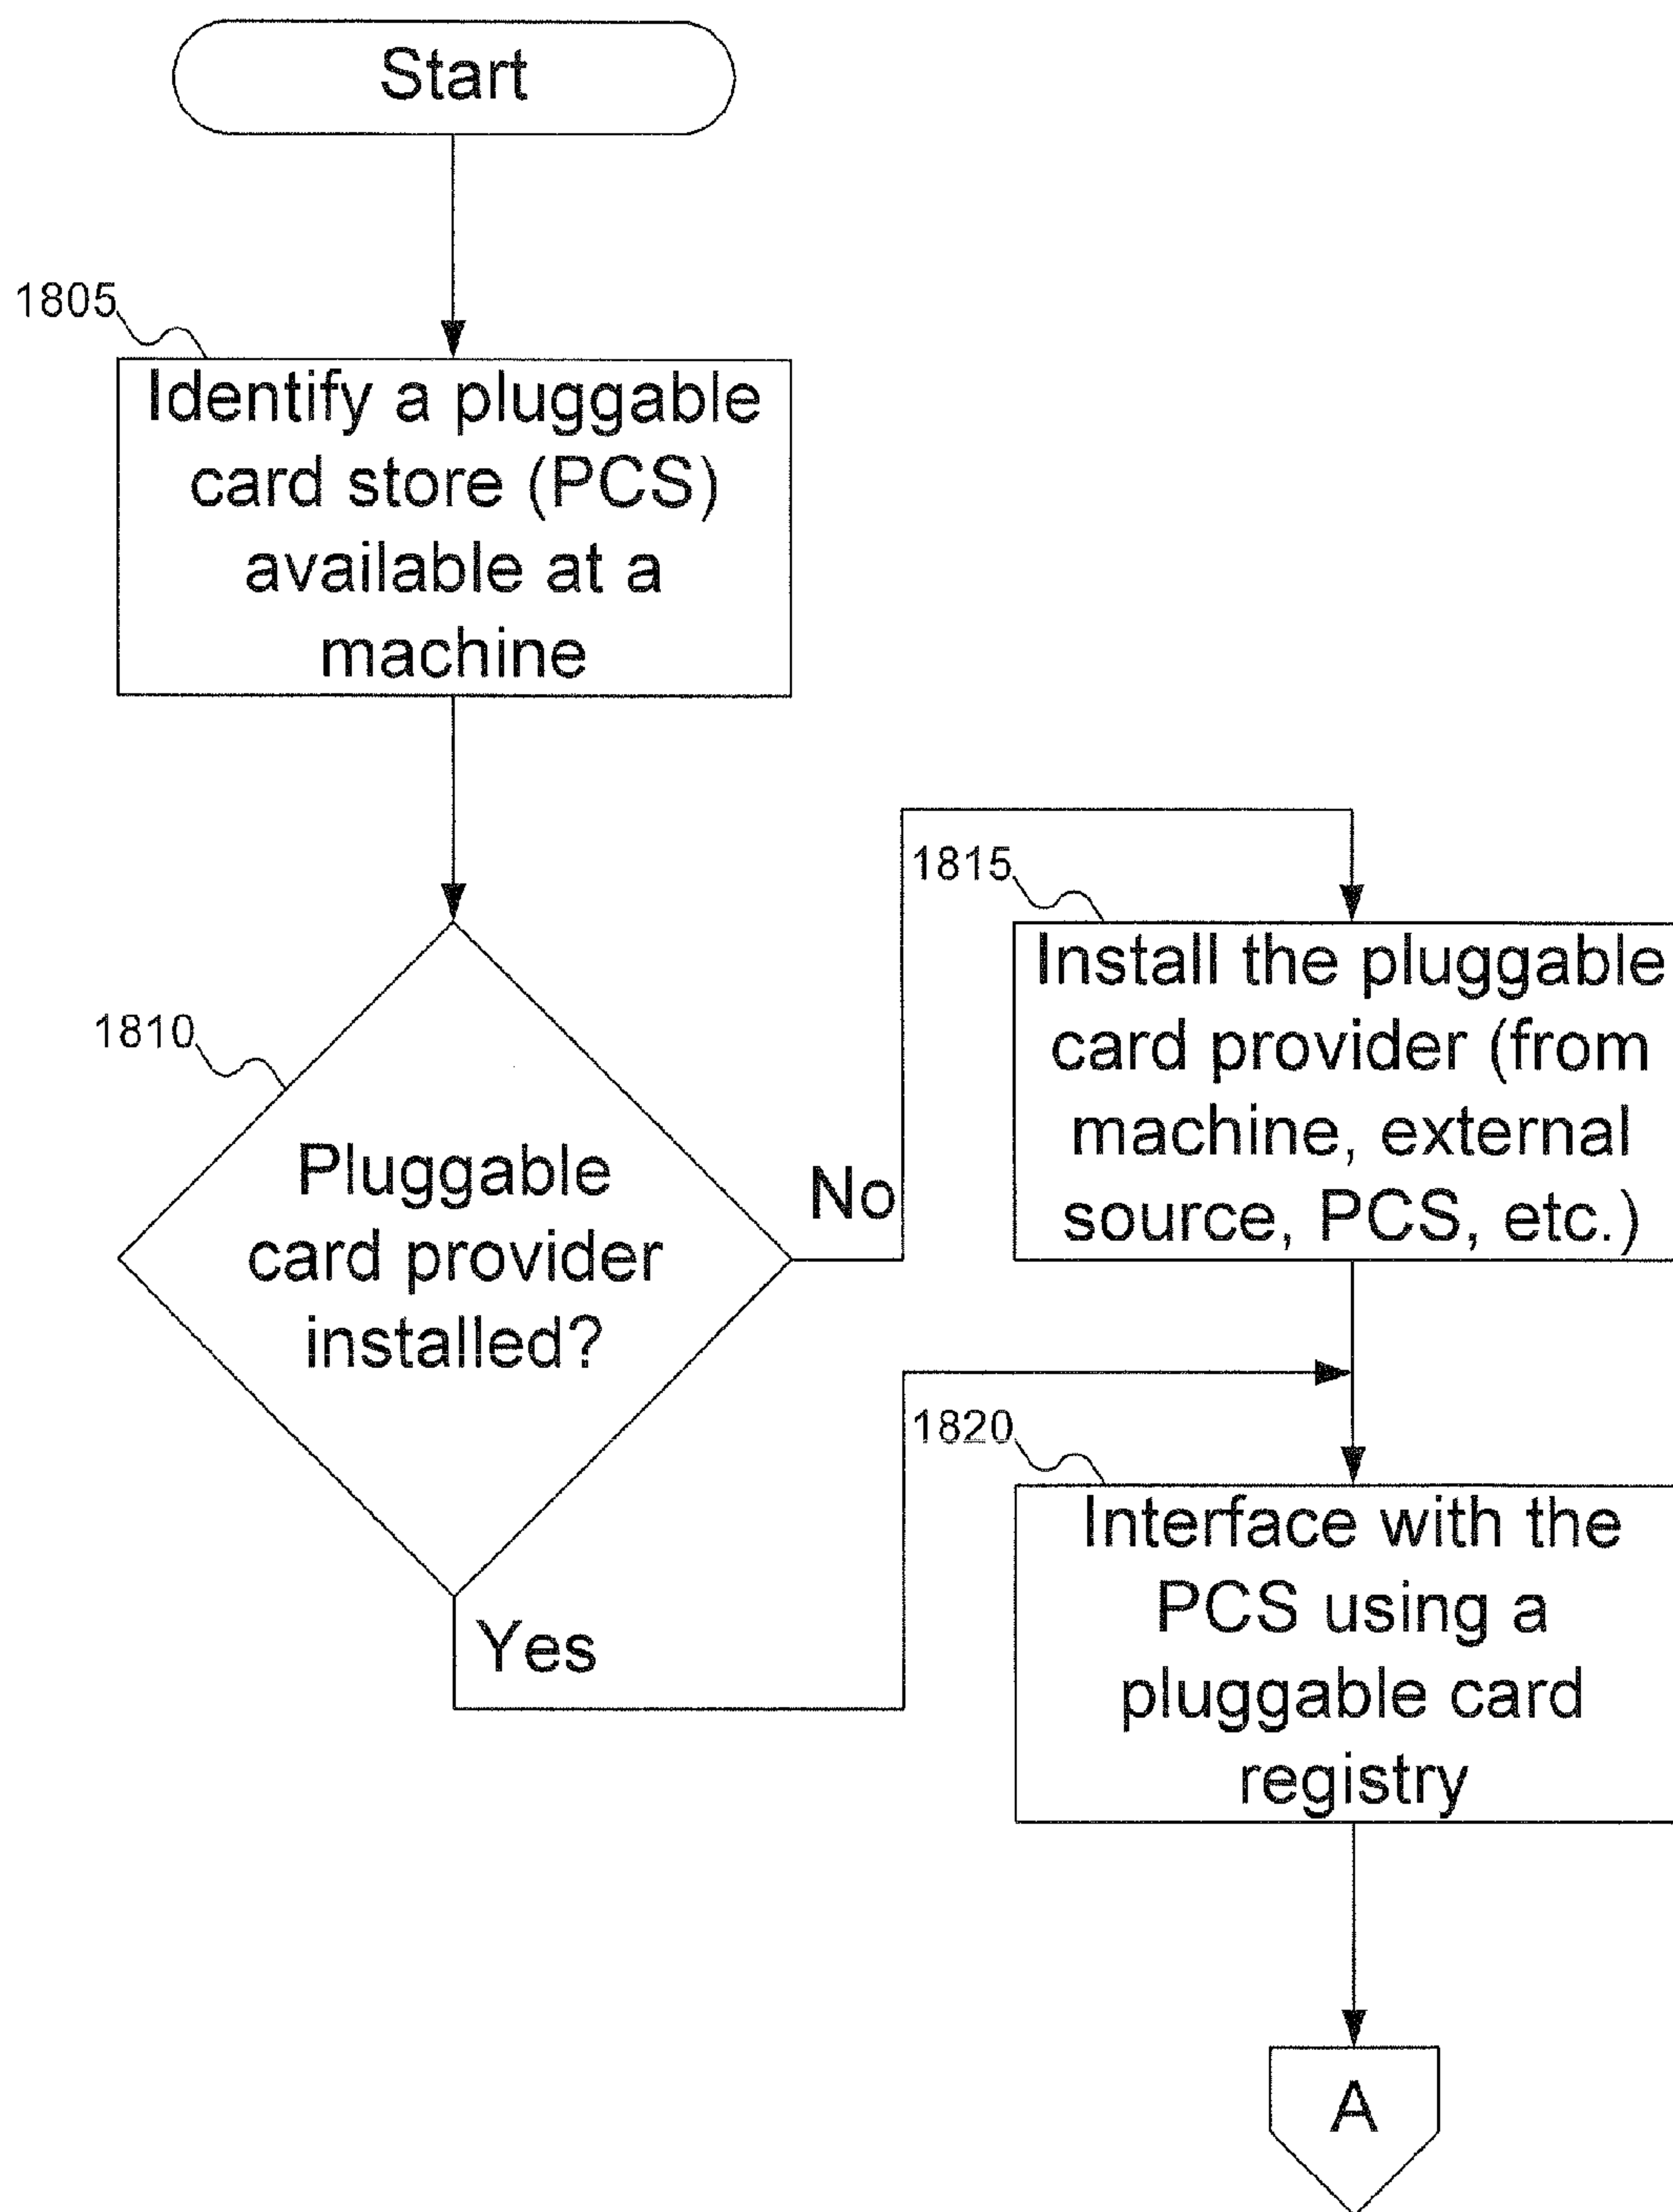 Start
1805
Identify a pluggable
card store (PCS)
available at a
machine
1810
Pluggable
card provider
installed?
No
Yes
1815
Install the pluggable
card provider (from
machine, external
source, PCS, etc.)
1820
Interface with the
PCS using a
pluggable card
registry
A